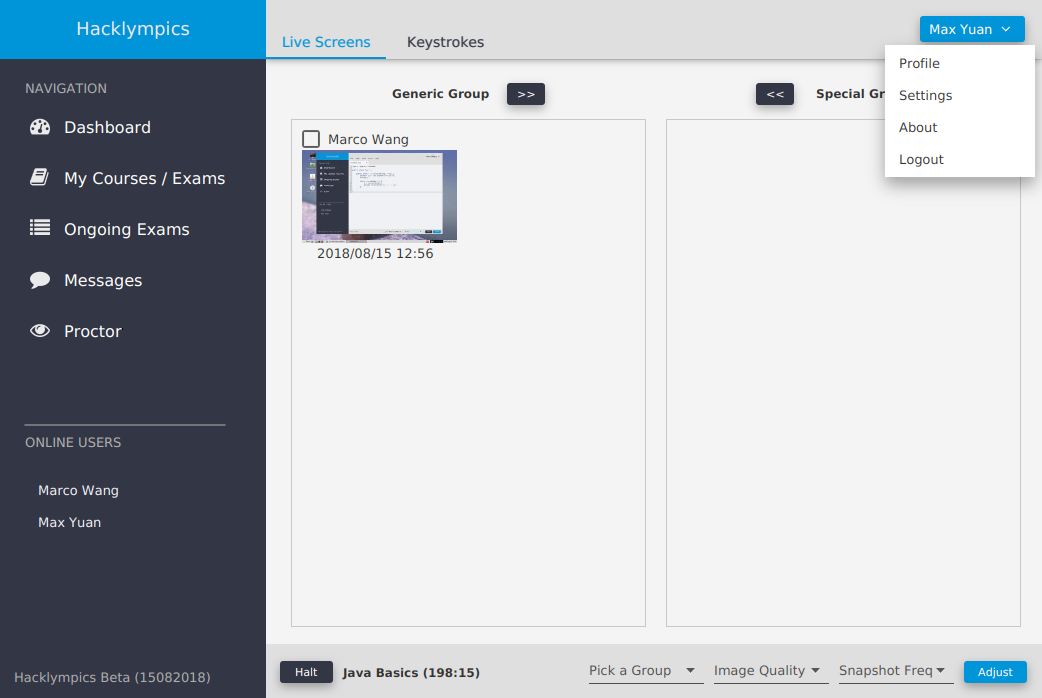 Hacklympics
NAVIGATION
Dashboard
My Courses / Exams
Ongoing Exams
Messages
Proctor
ONLINE USERS
Marco Wang
Max Yuan
Hacklympics Beta (15082018)
Live Screens
Keystrokes
Max Yuan
Profile
Settings
About
Logout
Generic Group
>>
<<
Special Gr
Marco Wang
2018/08/15 12:56
Halt
Java Basics (198:15)
Pick a Group
Image Quality
Snapshot Freq
Adjust